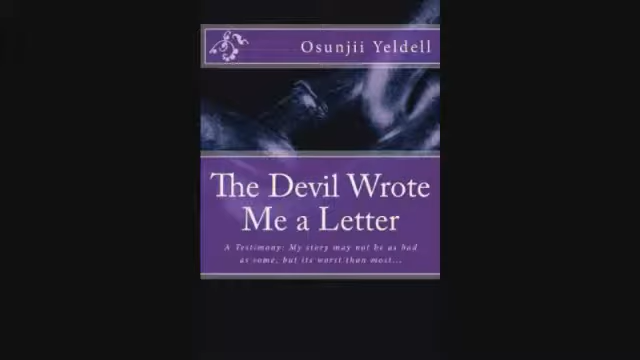 Osunjii Yeldell
The Devil Wrote
Me a Letter
A Testimony: My story may not be as bad
as some, but its worst than most...